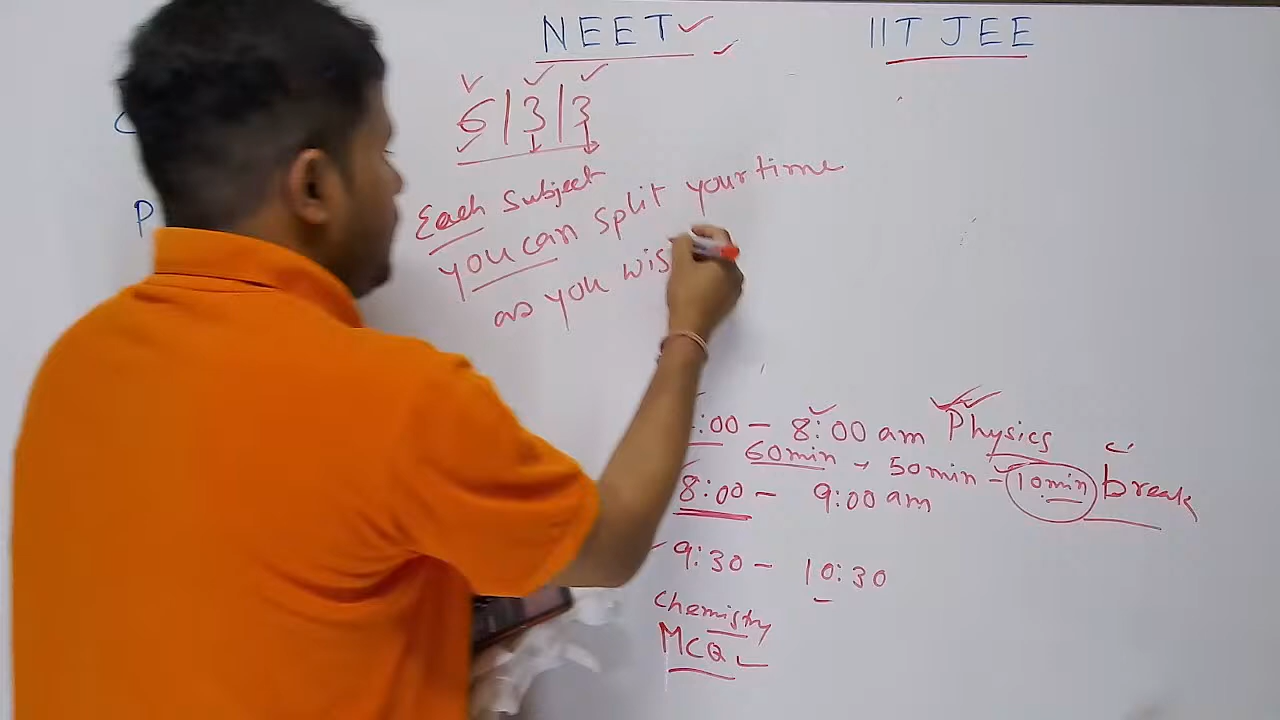 NEET
IIT JEE
6 | 3 | 3
C
P
Each Subject
you can split your time
as you wis
:00 - 8:00 am Physics
60min - 50min - 10min break
8:00 - 9:00 am
9:30 - 10:30
Chemistry
MCQ